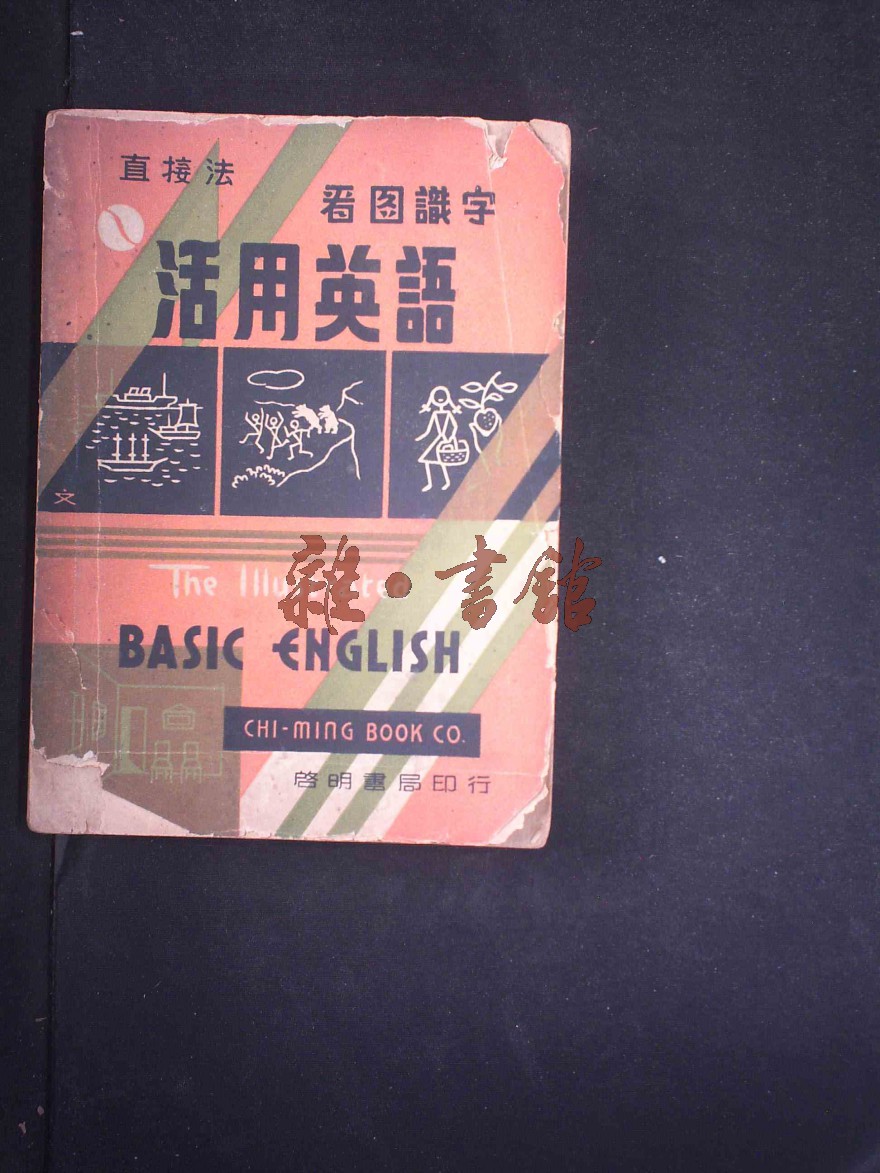 直接法
看图識字
活用英語
文
The Illustrated
雜·書館
BASIC ENGLISH
CHI-MING BOOK CO.
啓明書局印行